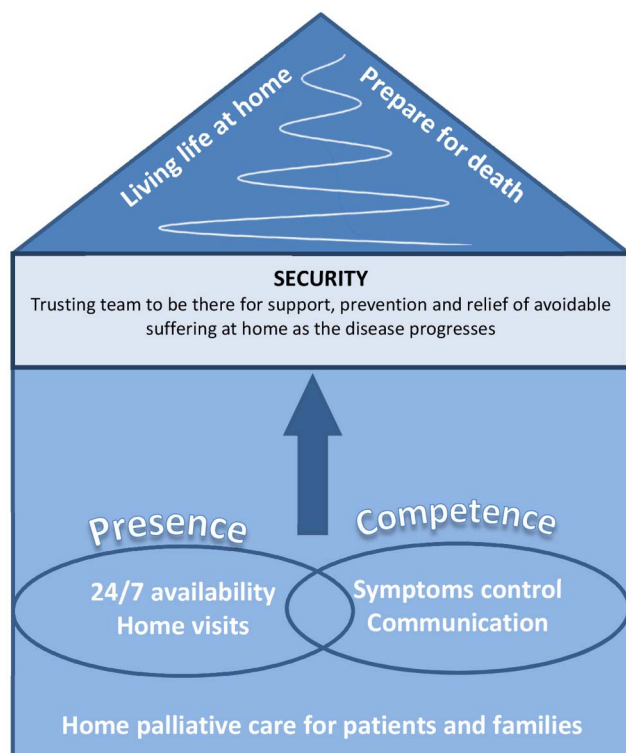 Living life at home
Prepare for death
SECURITY
Trusting team to be there for support, prevention and relief of avoidable
suffering at home as the disease progresses
Presence
24/7 availability
Home visits
Competence
Symptoms control
Communication
Home palliative care for patients and families